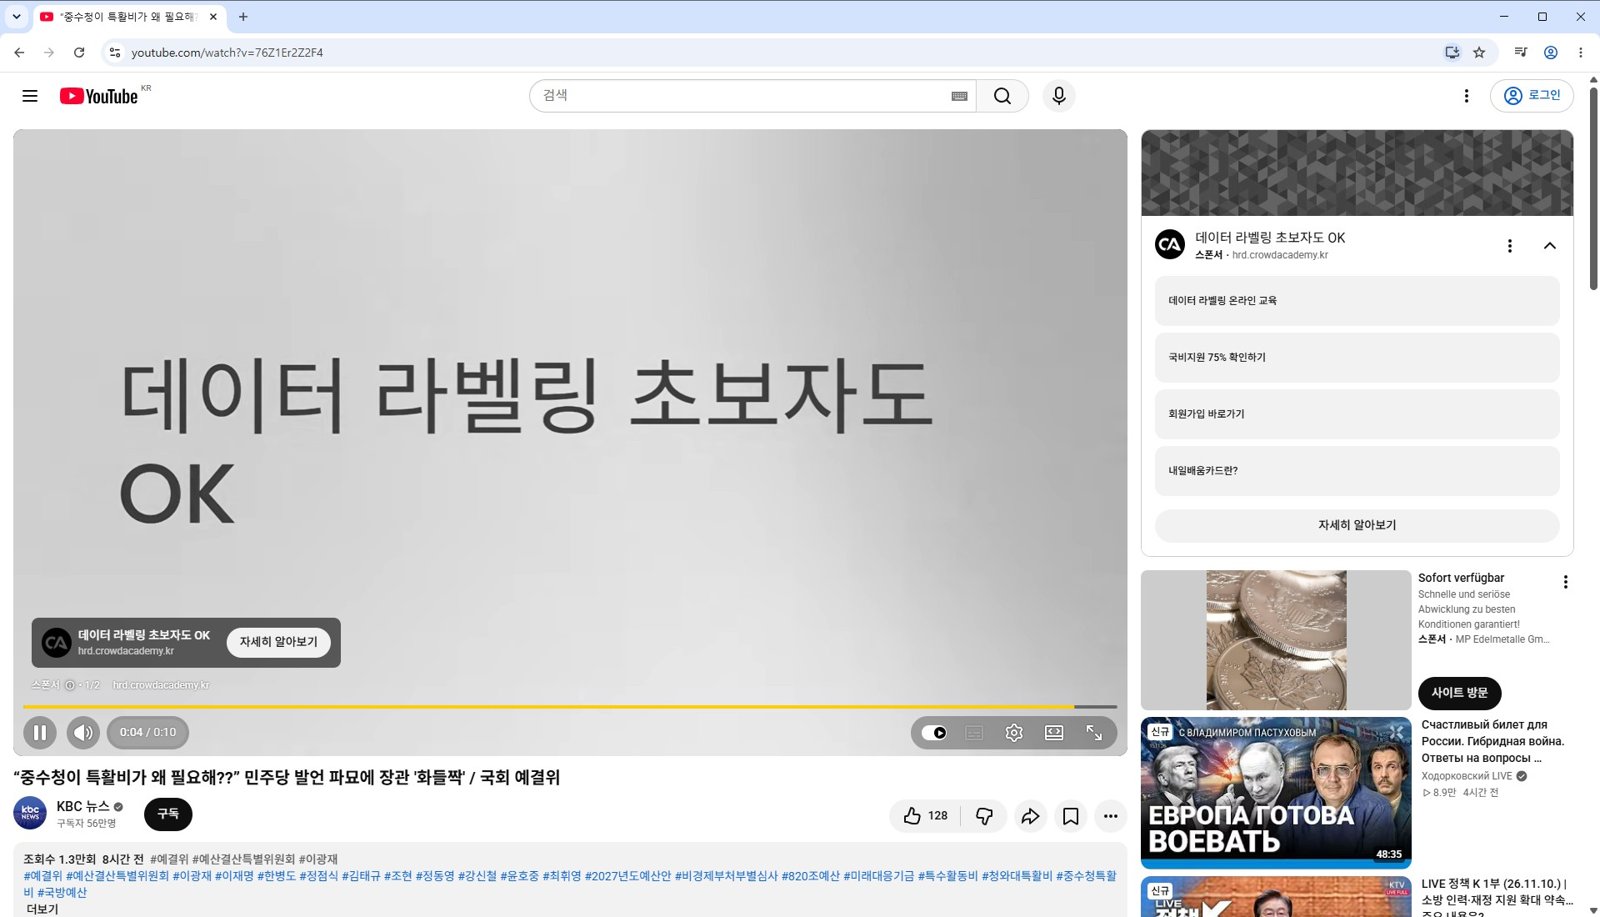 “중수청이 특활비가 왜 필요해?
youtube.com/watch?v=76Z1Er2Z2F4
YouTube KR
검색
로그인
데이터 라벨링 초보자도
OK
CA
데이터 라벨링 초보자도 OK
hrd.crowdacademy.kr
자세히 알아보기
스폰서 · 1/2 hrd.crowdacademy.kr
0:04 / 0:10
“중수청이 특활비가 왜 필요해??” 민주당 발언 파묘에 장관 '화들짝' / 국회 예결위
kbc NEWS
KBC 뉴스
구독자 56만명
구독
128
조회수 1.3만회 8시간 전 #예결위 #예산결산특별위원회 #이광재
#예결위 #예산결산특별위원회 #이광재 #이재명 #한병도 #정점식 #김태규 #조현 #정동영 #강신철 #윤호중 #최휘영 #2027년도예산안 #비경제부처부별심사 #820조예산 #미래대응기금 #특수활동비 #청와대특활비 #중수청특활
비 #국방예산
더보기
CA
데이터 라벨링 초보자도 OK
스폰서 · hrd.crowdacademy.kr
데이터 라벨링 온라인 교육
국비지원 75% 확인하기
회원가입 바로가기
내일배움카드란?
자세히 알아보기
Sofort verfügbar
Schnelle und seriöse
Abwicklung zu besten
Konditionen garantiert!
스폰서 · MP Edelmetalle Gm...
사이트 방문
신규
С ВЛАДИМИРОМ ПАСТУХОВЫМ
ЕВРОПА ГОТОВА
ВОЕВАТЬ
48:35
Счастливый билет для
России. Гибридная война.
Ответы на вопросы ...
Ходорковский LIVE
8.9만 4시간 전
신규
LIVE
정책 K
KTV
LIVE 정책 K 1부 (26.11.10.) |
소방 인력·재정 지원 확대 약속...